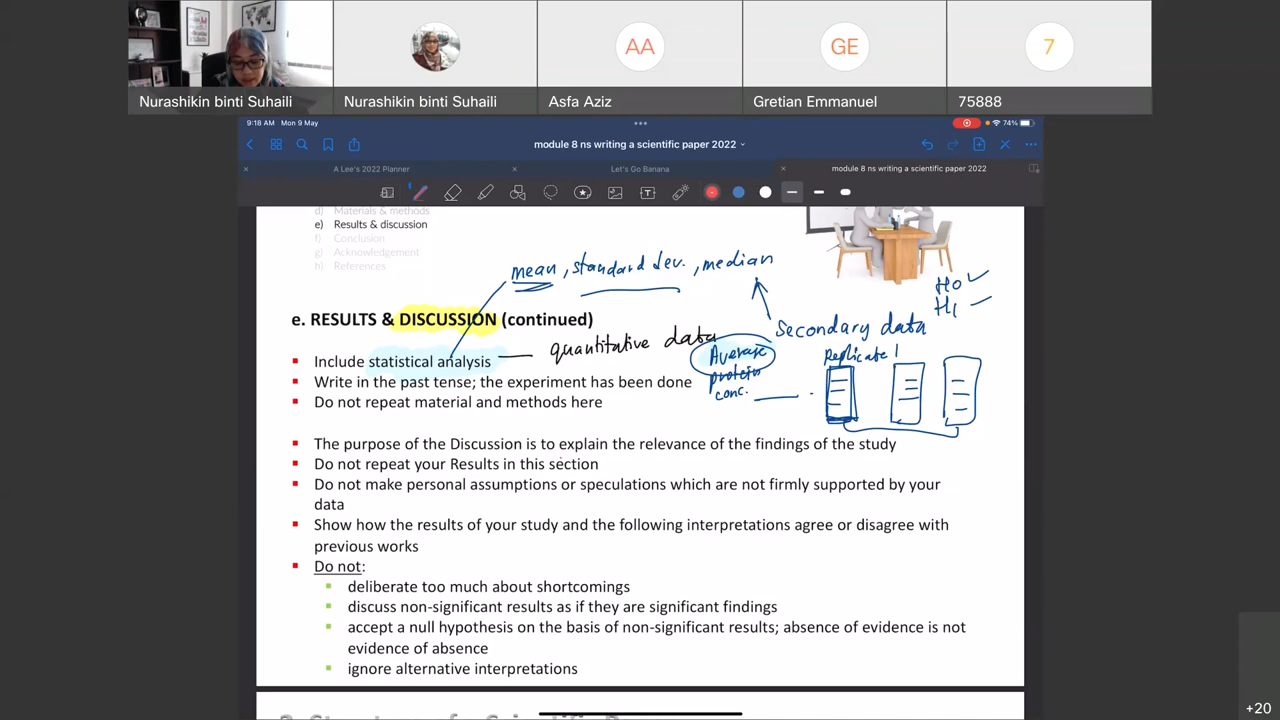 AA
GE
7
Nurashikin binti Suhaili
Nurashikin binti Suhaili
Asfa Aziz
Gretian Emmanuel
75888
9:18 AM Mon 9 May
74%
module 8 ns writing a scientific paper 2022
A Lee's 2022 Planner
Let's Go Banana
module 8 ns writing a scientific paper 2022
d) Materials & methods
e) Results & discussion
f) Conclusion
g) Acknowledgement
h) References
mean, standard dev., median
H0
H1
e. RESULTS & DISCUSSION (continued)
Secondary data
quantitative data
Average
protein
conc.
Replicate 1
Include statistical analysis
Write in the past tense; the experiment has been done
Do not repeat material and methods here
The purpose of the Discussion is to explain the relevance of the findings of the study
Do not repeat your Results in this section
Do not make personal assumptions or speculations which are not firmly supported by your
data
Show how the results of your study and the following interpretations agree or disagree with
previous works
Do not:
deliberate too much about shortcomings
discuss non-significant results as if they are significant findings
accept a null hypothesis on the basis of non-significant results; absence of evidence is not
evidence of absence
ignore alternative interpretations
+20